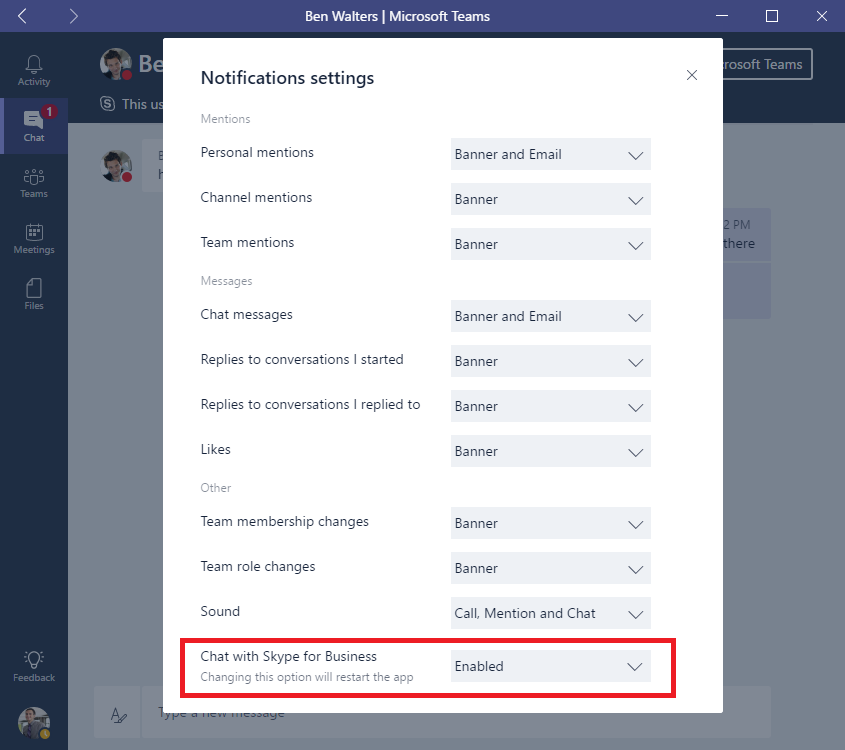 Ben Walters | Microsoft Teams
Activity
Be
rosoft Teams
This us
1
Chat
Teams
Meetings
Files
2 PM
there
Notifications settings
Mentions
Personal mentions Banner and Email
Channel mentions Banner
Team mentions Banner
Messages
Chat messages Banner and Email
Replies to conversations I started Banner
Replies to conversations I replied to Banner
Likes Banner
Other
Team membership changes Banner
Team role changes Banner
Sound Call, Mention and Chat
Chat with Skype for Business Enabled
Changing this option will restart the app
Feedback
Type a new message